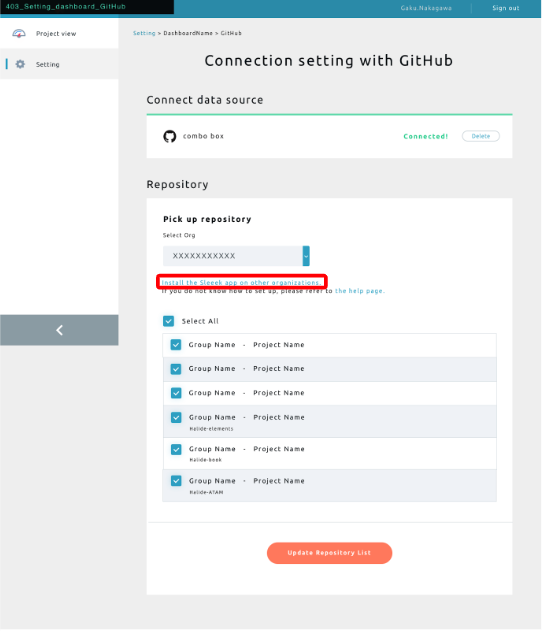 403_Setting_dashboard_GitHub
Gaku.Nakagawa
Sign out
Project view
Setting
Setting > DashboardName > GitHub
Connection setting with GitHub
Connect data source
combo box
Connected!
Delete
Repository
Pick up repository
Select Org
XXXXXXXXXXX
Install the Sleeek app on other organizations.
If you do not know how to set up, please refer to the help page.
Select All
Group Name - Project Name
Group Name - Project Name
Group Name - Project Name
Group Name - Project Name
Halide-elements
Group Name - Project Name
Halide-book
Group Name - Project Name
Halide-ATAM
Update Repository List